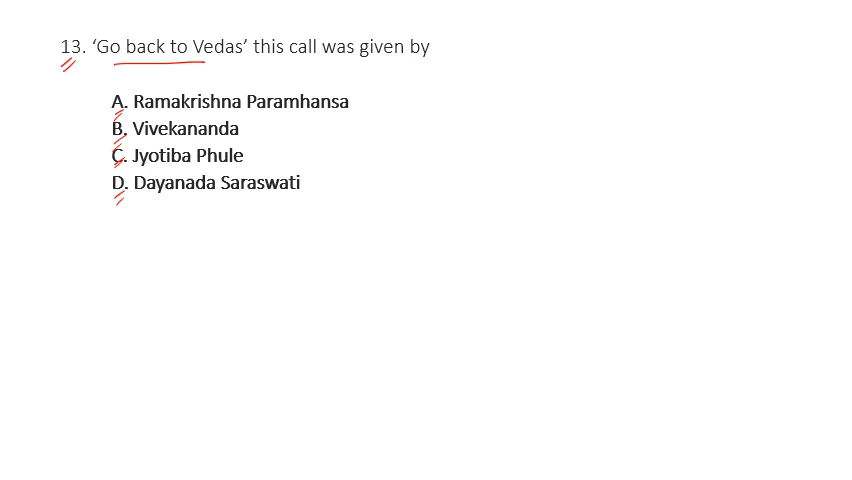 13. ‘Go back to Vedas’ this call was given by
A. Ramakrishna Paramhansa
B. Vivekananda
C. Jyotiba Phule
D. Dayanada Saraswati